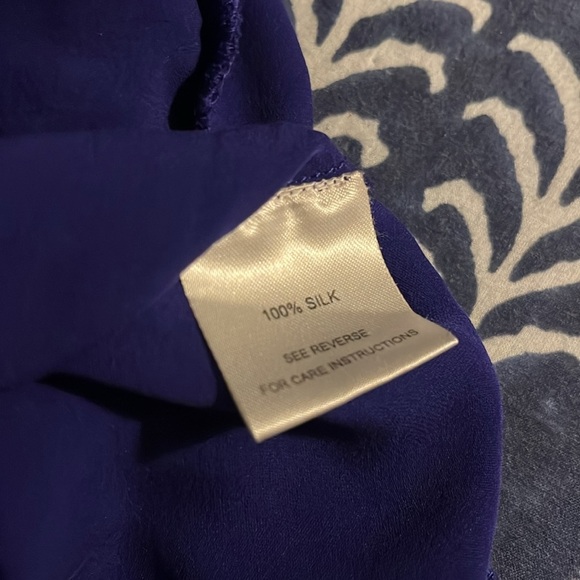 100% SILK
SEE REVERSE
FOR CARE INSTRUCTIONS